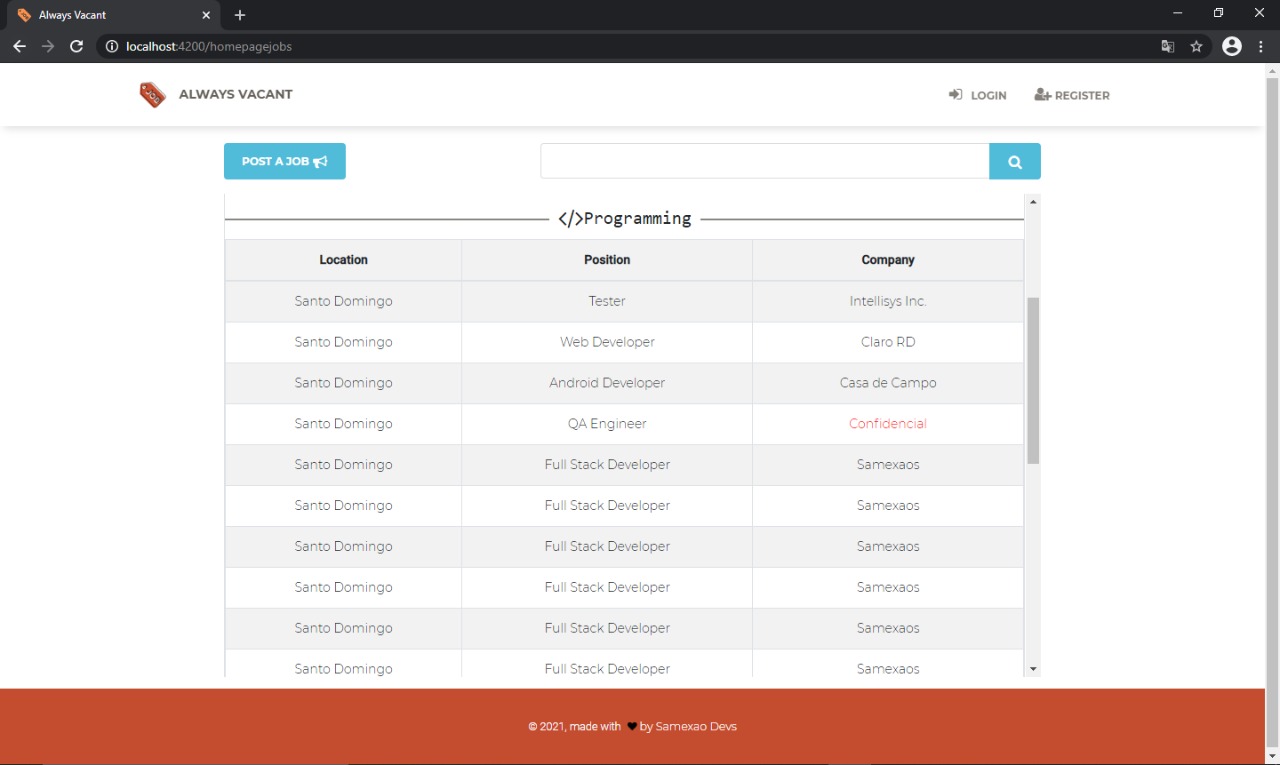 Always Vacant
localhost:4200/homepagejobs
ALWAYS VACANT
LOGIN
REGISTER
POST A JOB
</>Programming
Location Position Company
Santo Domingo Tester Intellisys Inc.
Santo Domingo Web Developer Claro RD
Santo Domingo Android Developer Casa de Campo
Santo Domingo QA Engineer Confidencial
Santo Domingo Full Stack Developer Samexaos
Santo Domingo Full Stack Developer Samexaos
Santo Domingo Full Stack Developer Samexaos
Santo Domingo Full Stack Developer Samexaos
Santo Domingo Full Stack Developer Samexaos
Santo Domingo Full Stack Developer Samexaos
© 2021, made with ♥ by Samexao Devs